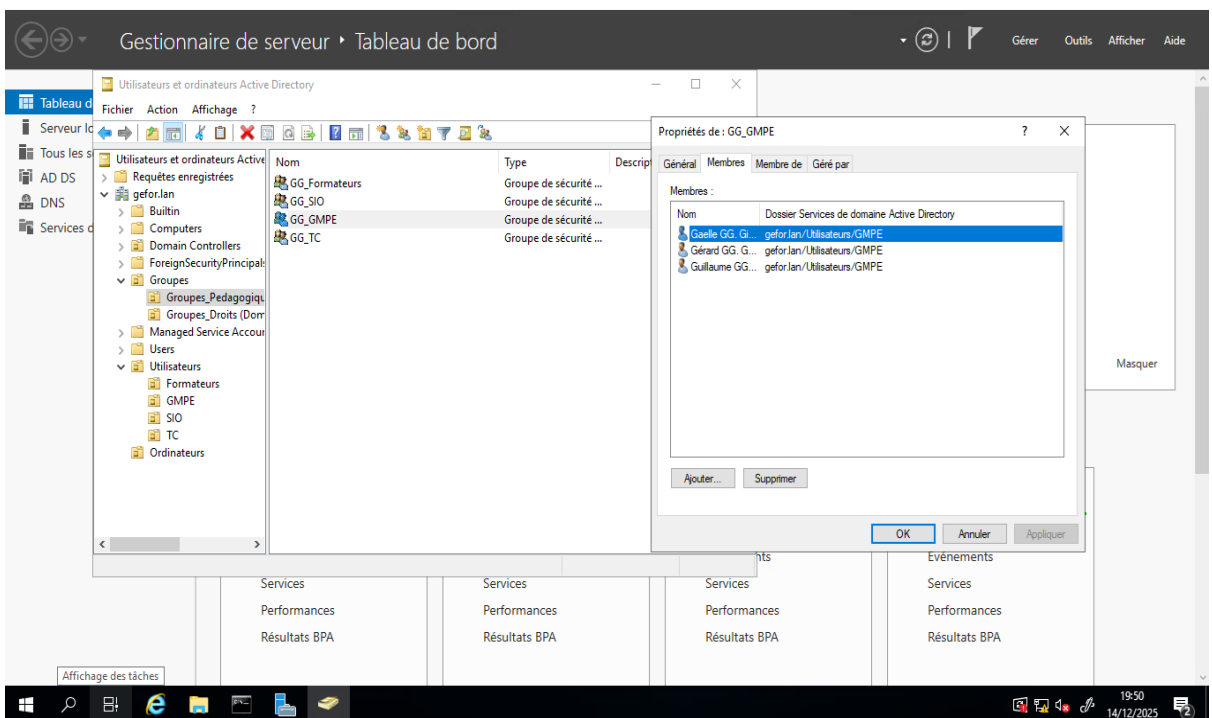 Gestionnaire de serveur ‣ Tableau de bord
Gérer Outils Afficher Aide
Tableau d
Serveur lo
Tous les s
AD DS
DNS
Services d
Utilisateurs et ordinateurs Active Directory
Fichier Action Affichage ?
Utilisateurs et ordinateurs Active
Requêtes enregistrées
gefor.lan
Builtin
Computers
Domain Controllers
ForeignSecurityPrincipals
Groupes
Groupes_Pedagogiqu
Groupes_Droits (Dom
Managed Service Accour
Users
Utilisateurs
Formateurs
GMPE
SIO
TC
Ordinateurs
Nom Type Descript
GG_Formateurs Groupe de sécurité ...
GG_SIO Groupe de sécurité ...
GG_GMPE Groupe de sécurité ...
GG_TC Groupe de sécurité ...
Propriétés de : GG_GMPE ?
Général Membres Membre de Géré par
Membres :
Nom Dossier Services de domaine Active Directory
Gaelle GG. Gi... gefor.lan/Utilisateurs/GMPE
Gérard GG. G... gefor.lan/Utilisateurs/GMPE
Guillaume GG... gefor.lan/Utilisateurs/GMPE
Ajouter... Supprimer
OK Annuler Appliquer
Masquer
nts Événements
Services Services Services Services
Performances Performances Performances Performances
Résultats BPA Résultats BPA Résultats BPA Résultats BPA
Affichage des tâches
19:50
14/12/2025
2